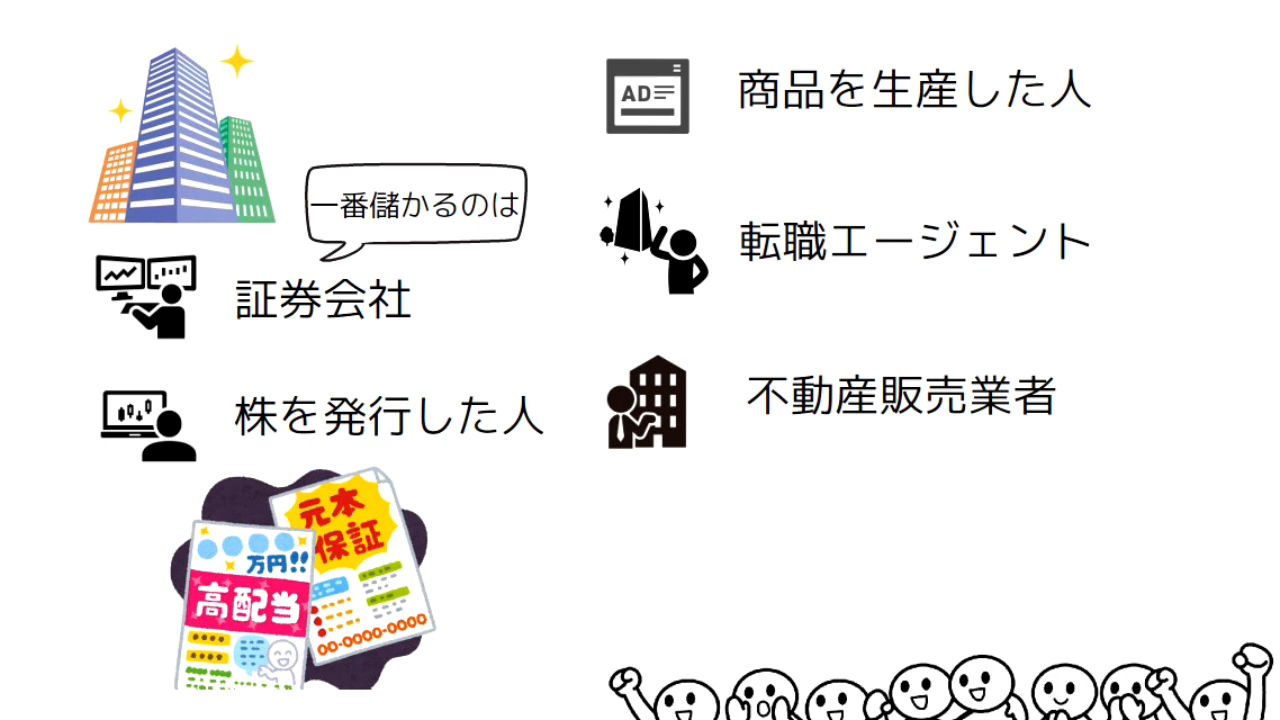 一番儲かるのは
証券会社
株を発行した人
元本
保証
00-0000-0000
万円!!
高配当
AD
商品を生産した人
転職エージェント
不動産販売業者